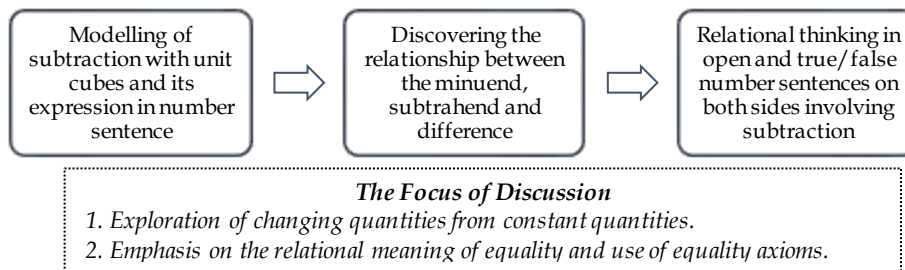 Modelling of
subtraction with unit
cubes and its
expression in number
sentence
Discovering the
relationship between
the minuend,
subtrahend and
difference
Relational thinking in
open and true/false
number sentences on
both sides involving
subtraction
The Focus of Discussion
1. Exploration of changing quantities from constant quantities.
2. Emphasis on the relational meaning of equality and use of equality axioms.